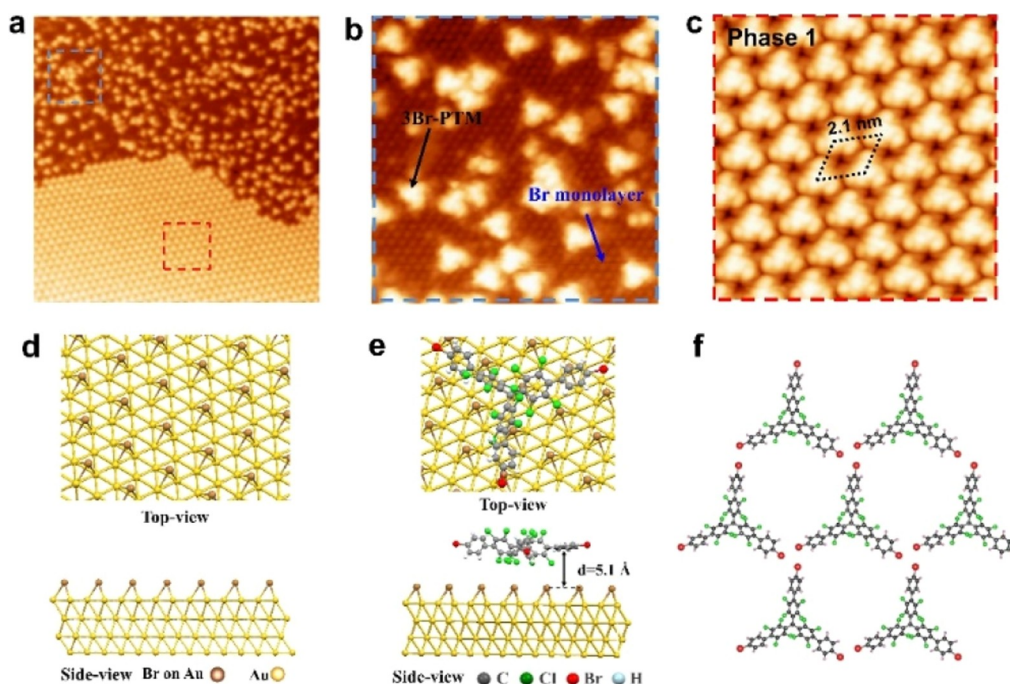 a
b
c
Phase 1
3Br-PTM
2.1 nm
Br monolayer
d
e
f
Top-view
Top-view
d=5.1 Å
Side-view Br on Au Au
Side-view C Cl Br H